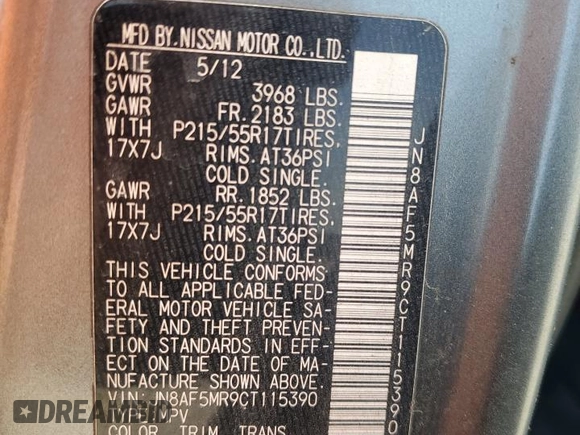 MFD BY.NISSAN MOTOR CO.,LTD.
DATE 5/12
GVWR 3968 LBS.
GAWR FR.2183 LBS.
WITH P215/55R17TIRES,
17X7J RIMS.AT36PSI
COLD SINGLE.
GAWR RR.1852 LBS.
WITH P215/55R17TIRES,
17X7J RIMS.AT36PSI
COLD SINGLE.
THIS VEHICLE CONFORMS
TO ALL APPLICABLE FED-
ERAL MOTOR VEHICLE SA-
FETY AND THEFT PREVEN-
TION STANDARDS IN EFF-
ECT ON THE DATE OF MA-
NUFACTURE SHOWN ABOVE.
VIN:JN8AF5MR9CT115390
MPV
COLOR TRIM TRANS
JN8AF5MR9CT115390
DREAMBID